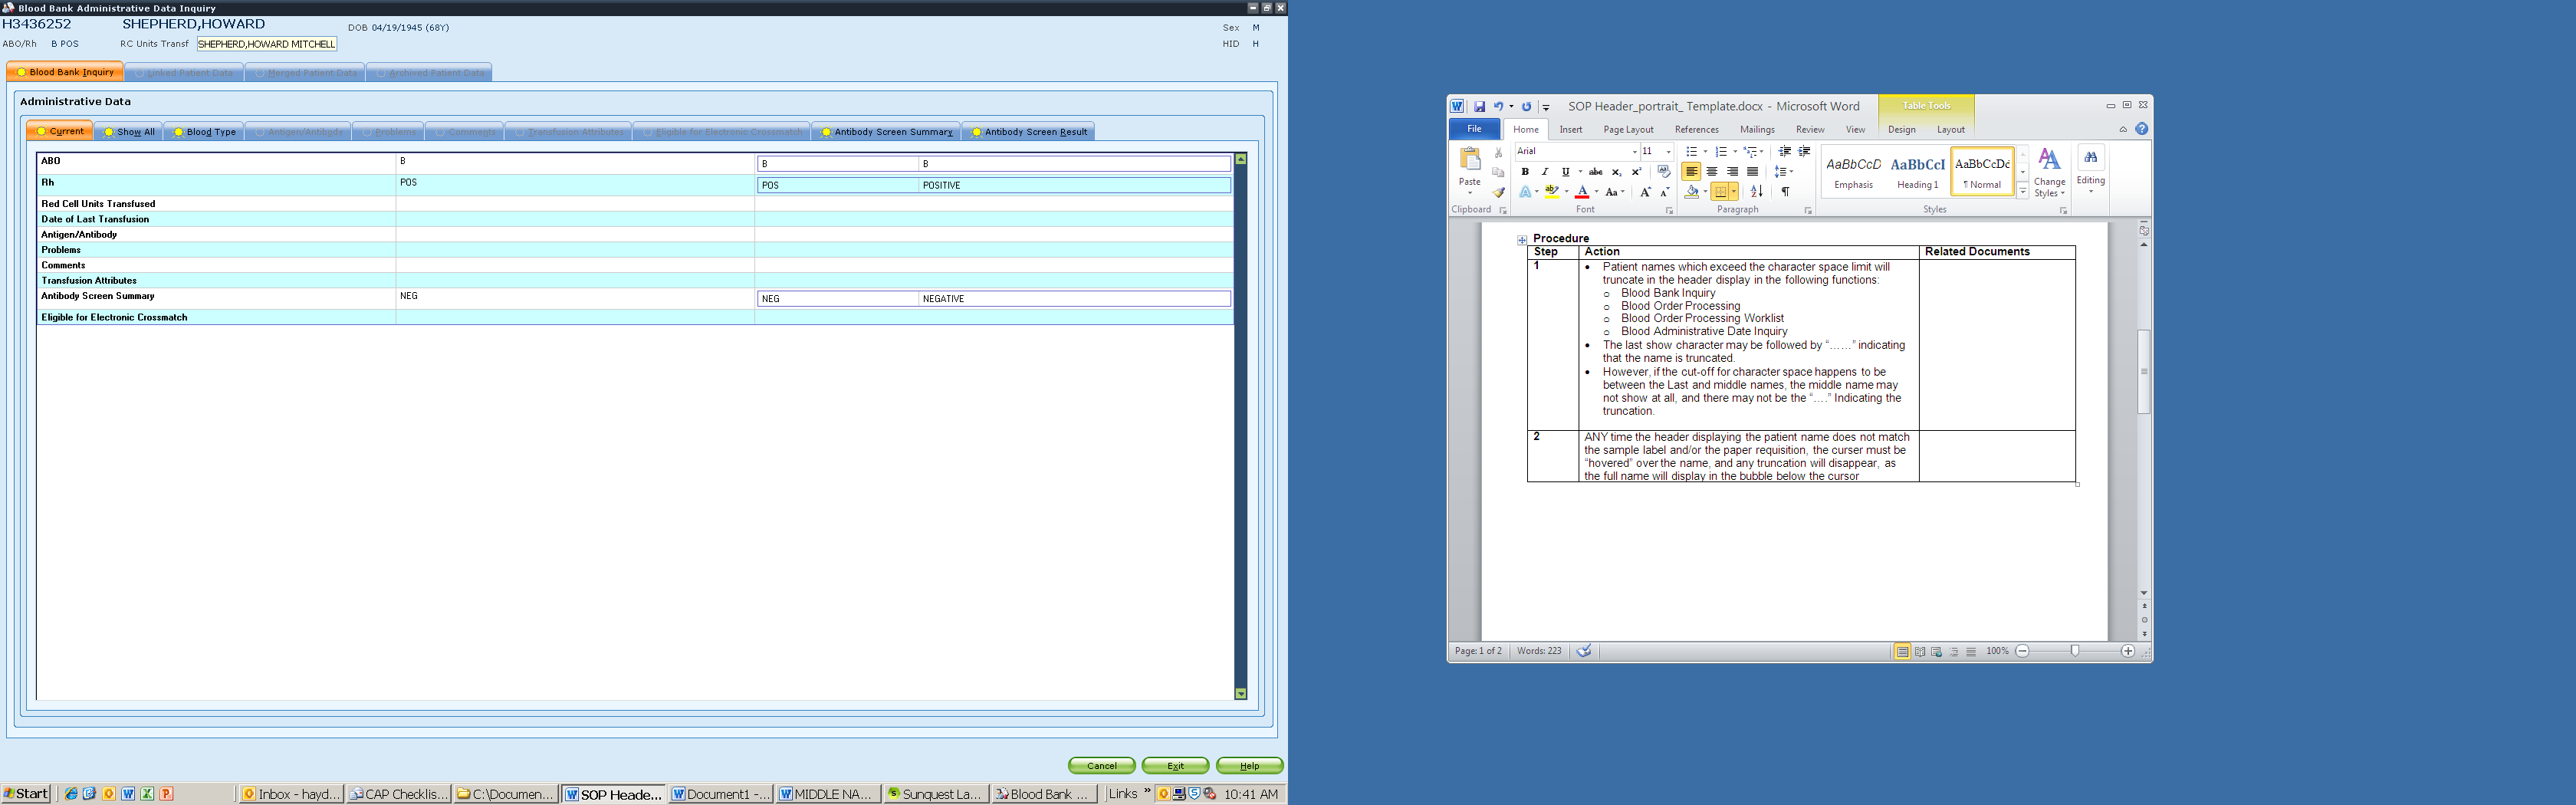 Blood Bank Administrative Data Inquiry
H3436252 SHEPHERD,HOWARD DOB 04/19/1945 (68Y) Sex M
ABO/Rh B POS RC Units Transf SHEPHERD,HOWARD MITCHELL HID H
Blood Bank Inquiry Linked Patient Data Merged Patient Data Archived Patient Data
Administrative Data
Current Show All Blood Type Antigen/Antibody Problems Comments Transfusion Attributes Eligible for Electronic Crossmatch Antibody Screen Summary Antibody Screen Result
ABO B B B
Rh POS POS POSITIVE
Red Cell Units Transfused
Date of Last Transfusion
Antigen/Antibody
Problems
Comments
Transfusion Attributes
Antibody Screen Summary NEG NEG NEGATIVE
Eligible for Electronic Crossmatch
Cancel Exit Help
Start Inbox - hayd... CAP Checklis... C:\Documen... SOP Heade... Document1 -... MIDDLE NA... Sunquest La... Blood Bank ... Links » 10:41 AM
SOP Header_portrait_ Template.docx - Microsoft Word Table Tools
File Home Insert Page Layout References Mailings Review View Design Layout
Arial 11
AaBbCcD AaBbCcI AaBbCcDd
Paste Emphasis Heading 1 ¶ Normal Change Styles Editing
Clipboard Font Paragraph Styles
Procedure
Step Action Related Documents
1 • Patient names which exceed the character space limit will
truncate in the header display in the following functions:
o Blood Bank Inquiry
o Blood Order Processing
o Blood Order Processing Worklist
o Blood Administrative Date Inquiry
• The last show character may be followed by “……” indicating
that the name is truncated.
• However, if the cut-off for character space happens to be
between the Last and middle names, the middle name may
not show at all, and there may not be the “….” Indicating the
truncation.
2 ANY time the header displaying the patient name does not match
the sample label and/or the paper requisition, the curser must be
“hovered” over the name, and any truncation will disappear, as
the full name will display in the bubble below the cursor
Page: 1 of 2 Words: 223 100%